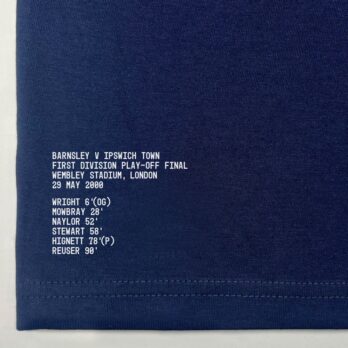 BARNSLEY V IPSWICH TOWN
FIRST DIVISION PLAY-OFF FINAL
WEMBLEY STADIUM, LONDON
29 MAY 2000
WRIGHT 6'(OG)
MOWBRAY 28'
NAYLOR 52'
STEWART 58'
HIGNETT 78'(P)
REUSER 90'